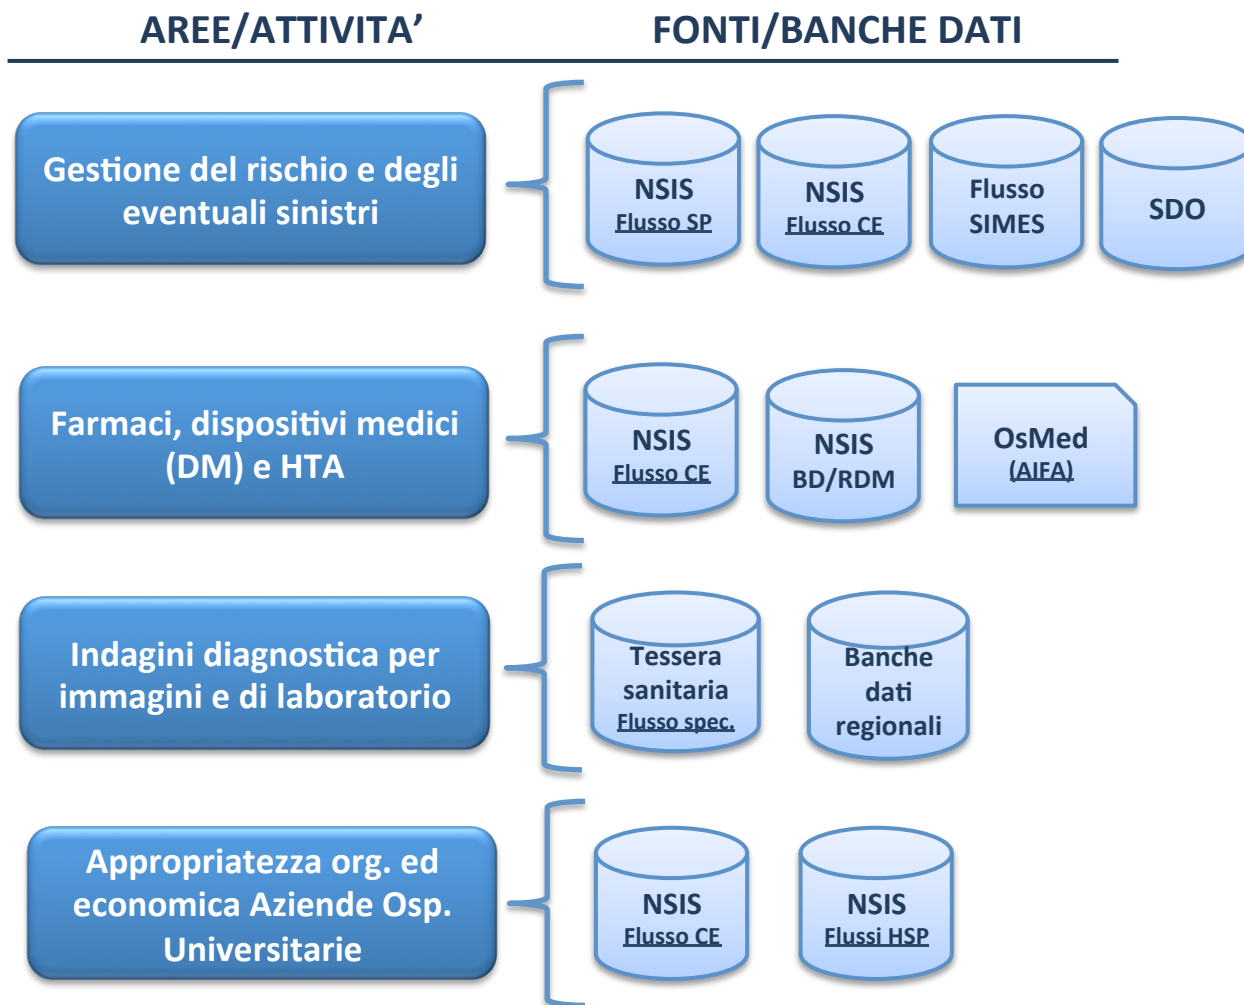 AREE/ATTIVITA’
FONTI/BANCHE DATI
Gestione del rischio e degli
eventuali sinistri
NSIS
Flusso SP
NSIS
Flusso CE
Flusso
SIMES
SDO
Farmaci, dispositivi medici
(DM) e HTA
NSIS
Flusso CE
NSIS
BD/RDM
OsMed
(AIFA)
Indagini diagnostica per
immagini e di laboratorio
Tessera
sanitaria
Flusso spec.
Banche
dati
regionali
Appropriatezza org. ed
economica Aziende Osp.
Universitarie
NSIS
Flusso CE
NSIS
Flussi HSP